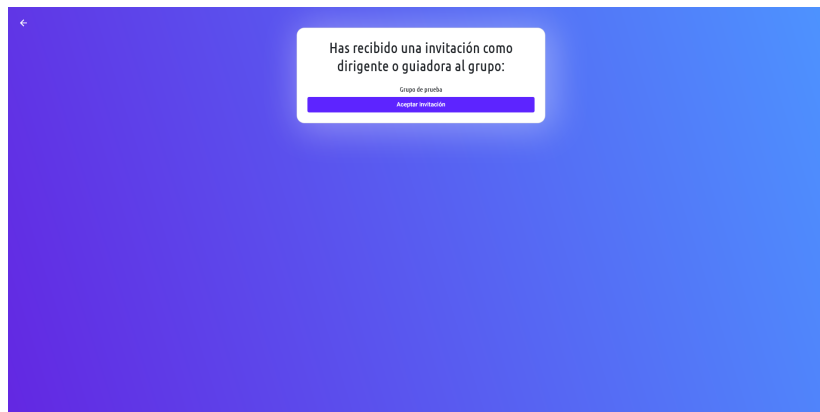 Has recibido una invitación como
dirigente o guiadora al grupo:
Grupo de prueba
Aceptar invitación